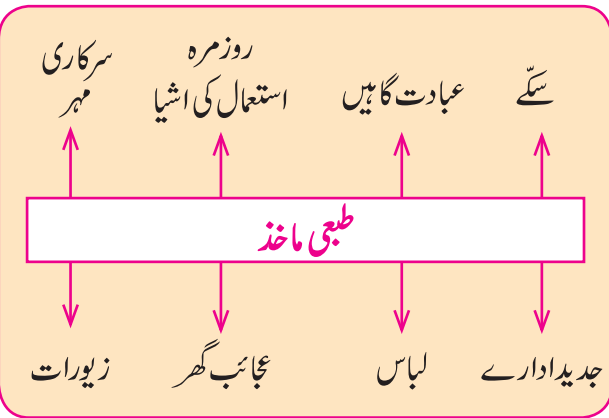 سکّے
عبادت گاہیں
روزمرہ
استعمال کی اشیا
سرکاری
مہر
طبعی ماخذ
جدید ادارے
لباس
عجائب گھر
زیورات